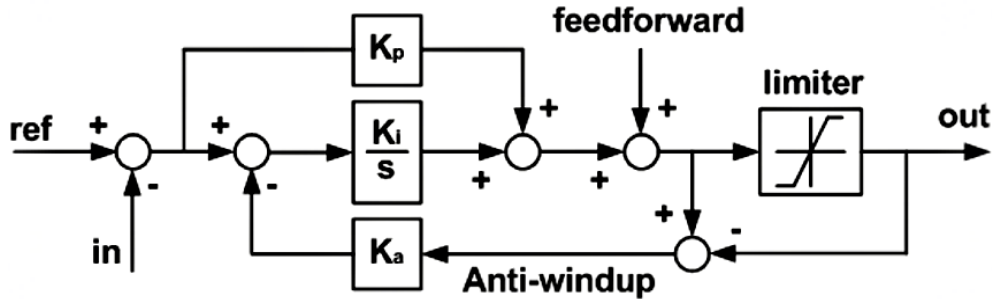 feedforward
Kp
limiter
ref
+
+
Ki
s
+
+
+
+
out
-
-
+
-
in
Ka
Anti-windup